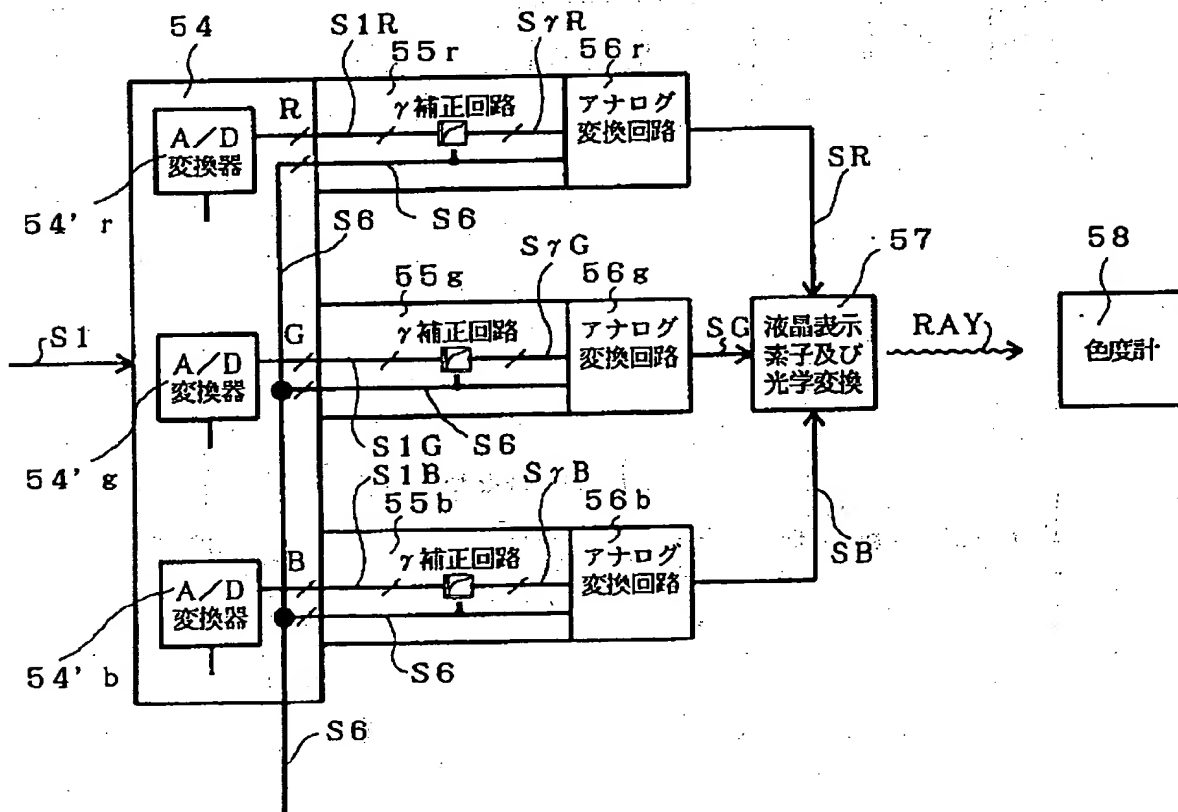 54
S1R
SγR
55r
56r
R
γ補正回路
アナログ
変換回路
A/D
変換器
SR
54'r
S6
S6
SγG
57
58
55g
56g
S1
G
γ補正回路
アナログ
変換回路
SG
液晶表示
素子及び
光学変換
RAY
色度計
A/D
変換器
S6
S1G
54'g
S1B
SγB
55b
56b
SB
B
γ補正回路
アナログ
変換回路
A/D
変換器
54'b
S6
S6